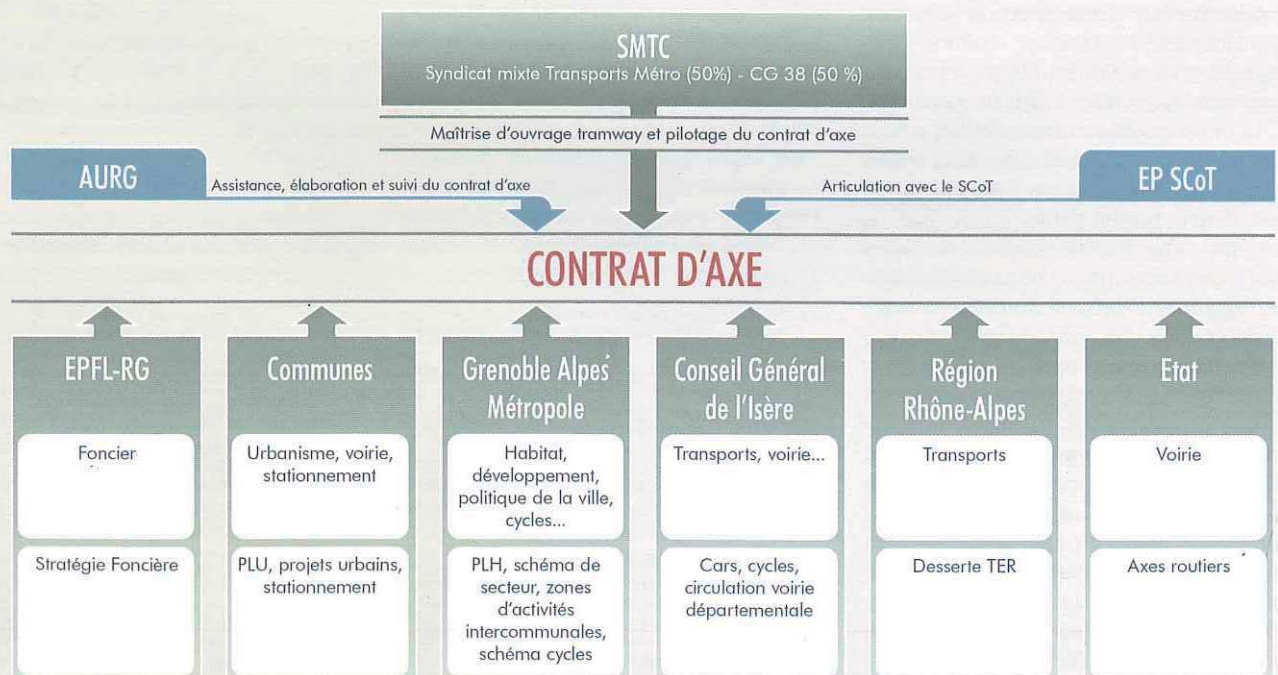 SMTC
Syndicat mixte Transports Métro (50%) - CG 38 (50 %)
Maîtrise d'ouvrage tramway et pilotage du contrat d'axe
AURG
Assistance, élaboration et suivi du contrat d'axe
Articulation avec le SCoT
EP SCoT
CONTRAT D'AXE
EPFL-RG
Foncier
Stratégie Foncière
Communes
Urbanisme, voirie,
stationnement
PLU, projets urbains,
stationnement
Grenoble Alpes
Métropole
Habitat,
développement,
politique de la ville,
cycles...
PLH, schéma de
secteur, zones
d'activités
intercommunales,
schéma cycles
Conseil Général
de l'Isère
Transports, voirie...
Cars, cycles,
circulation voirie
départementale
Région
Rhône-Alpes
Transports
Desserte TER
Etat
Voirie
Axes routiers